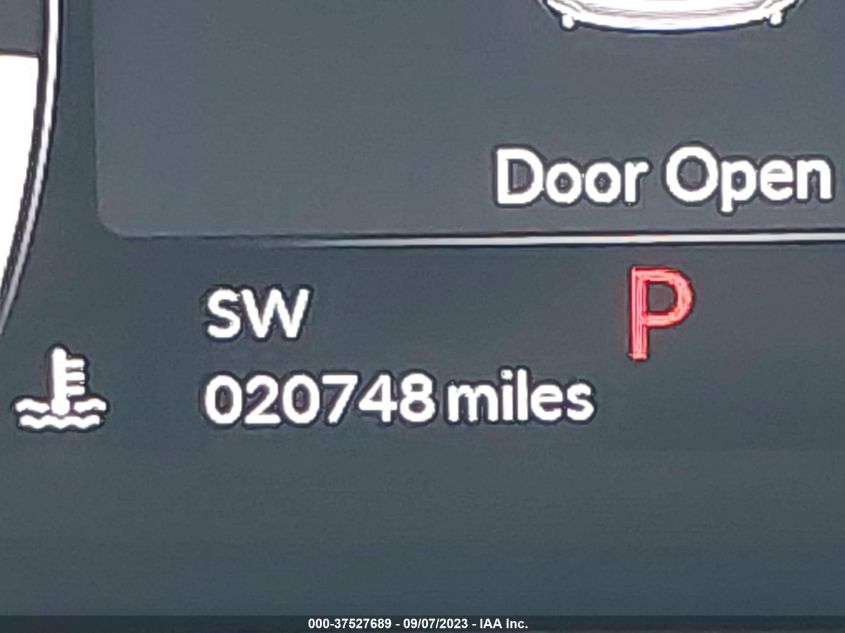 Door Open
SW
P
020748 miles
000-37527689 - 09/07/2023 - IAA Inc.